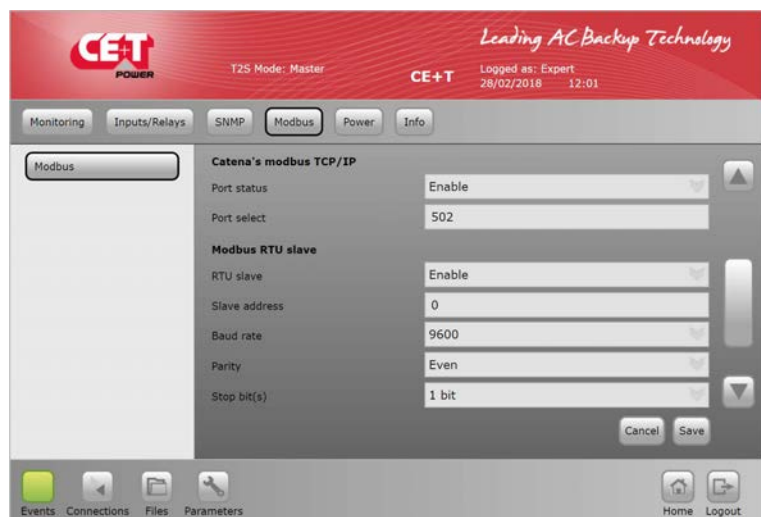 CE+T
POWER
Leading AC Backup Technology
T2S Mode: Master
CE+T
Logged as: Expert
28/02/2018 12:01
Monitoring Inputs/Relays SNMP Modbus Power Info
Modbus
Catena's modbus TCP/IP
Port status Enable
Port select 502
Modbus RTU slave
RTU slave Enable
Slave address 0
Baud rate 9600
Parity Even
Stop bit(s) 1 bit
Cancel Save
Events Connections Files Parameters Home Logout